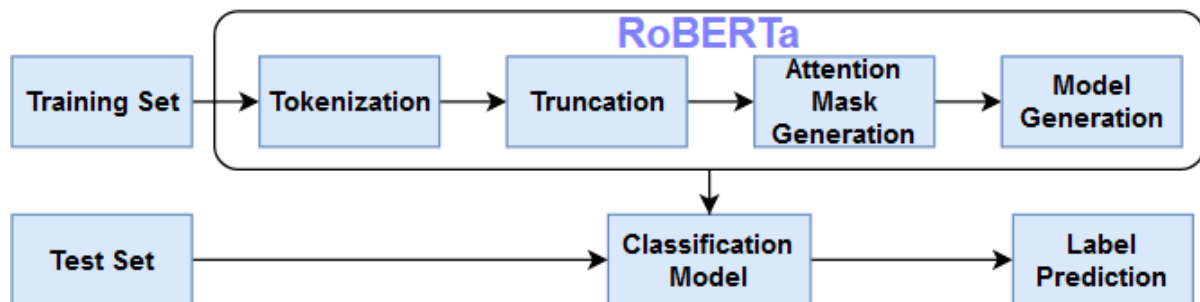 RoBERTa
Training Set
Tokenization
Truncation
Attention
Mask
Generation
Model
Generation
Test Set
Classification
Model
Label
Prediction